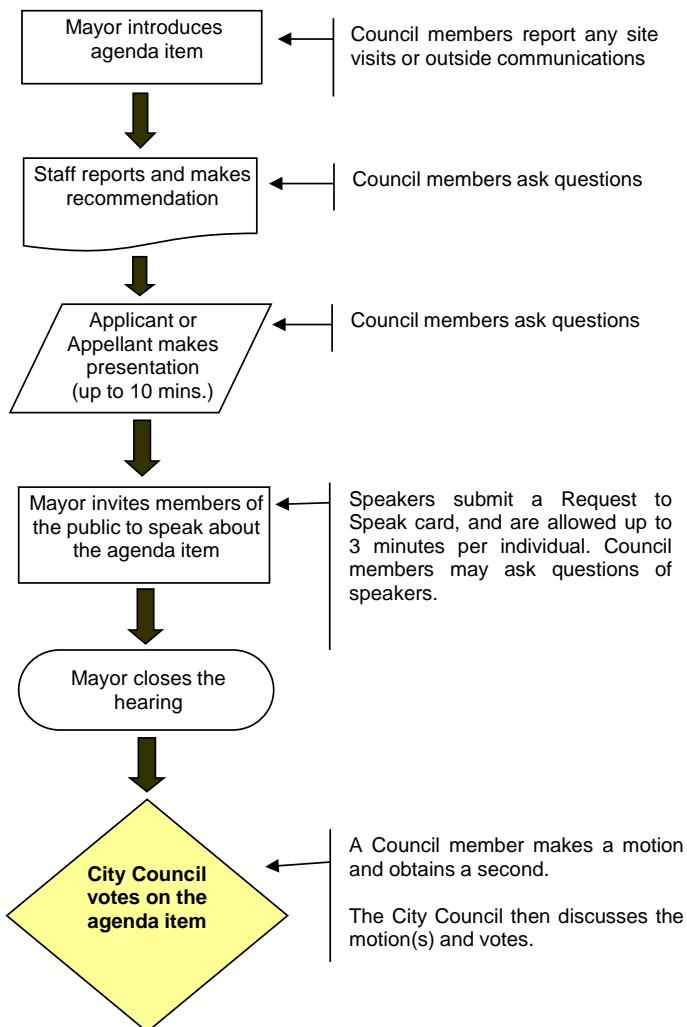 Mayor introduces
agenda item
Council members report any site
visits or outside communications
Staff reports and makes
recommendation
Council members ask questions
Applicant or
Appellant makes
presentation
(up to 10 mins.)
Council members ask questions
Mayor invites members of
the public to speak about
the agenda item
Speakers submit a Request to
Speak card, and are allowed up to
3 minutes per individual. Council
members may ask questions of
speakers.
Mayor closes the
hearing
City Council
votes on the
agenda item
A Council member makes a motion
and obtains a second.
The City Council then discusses the
motion(s) and votes.